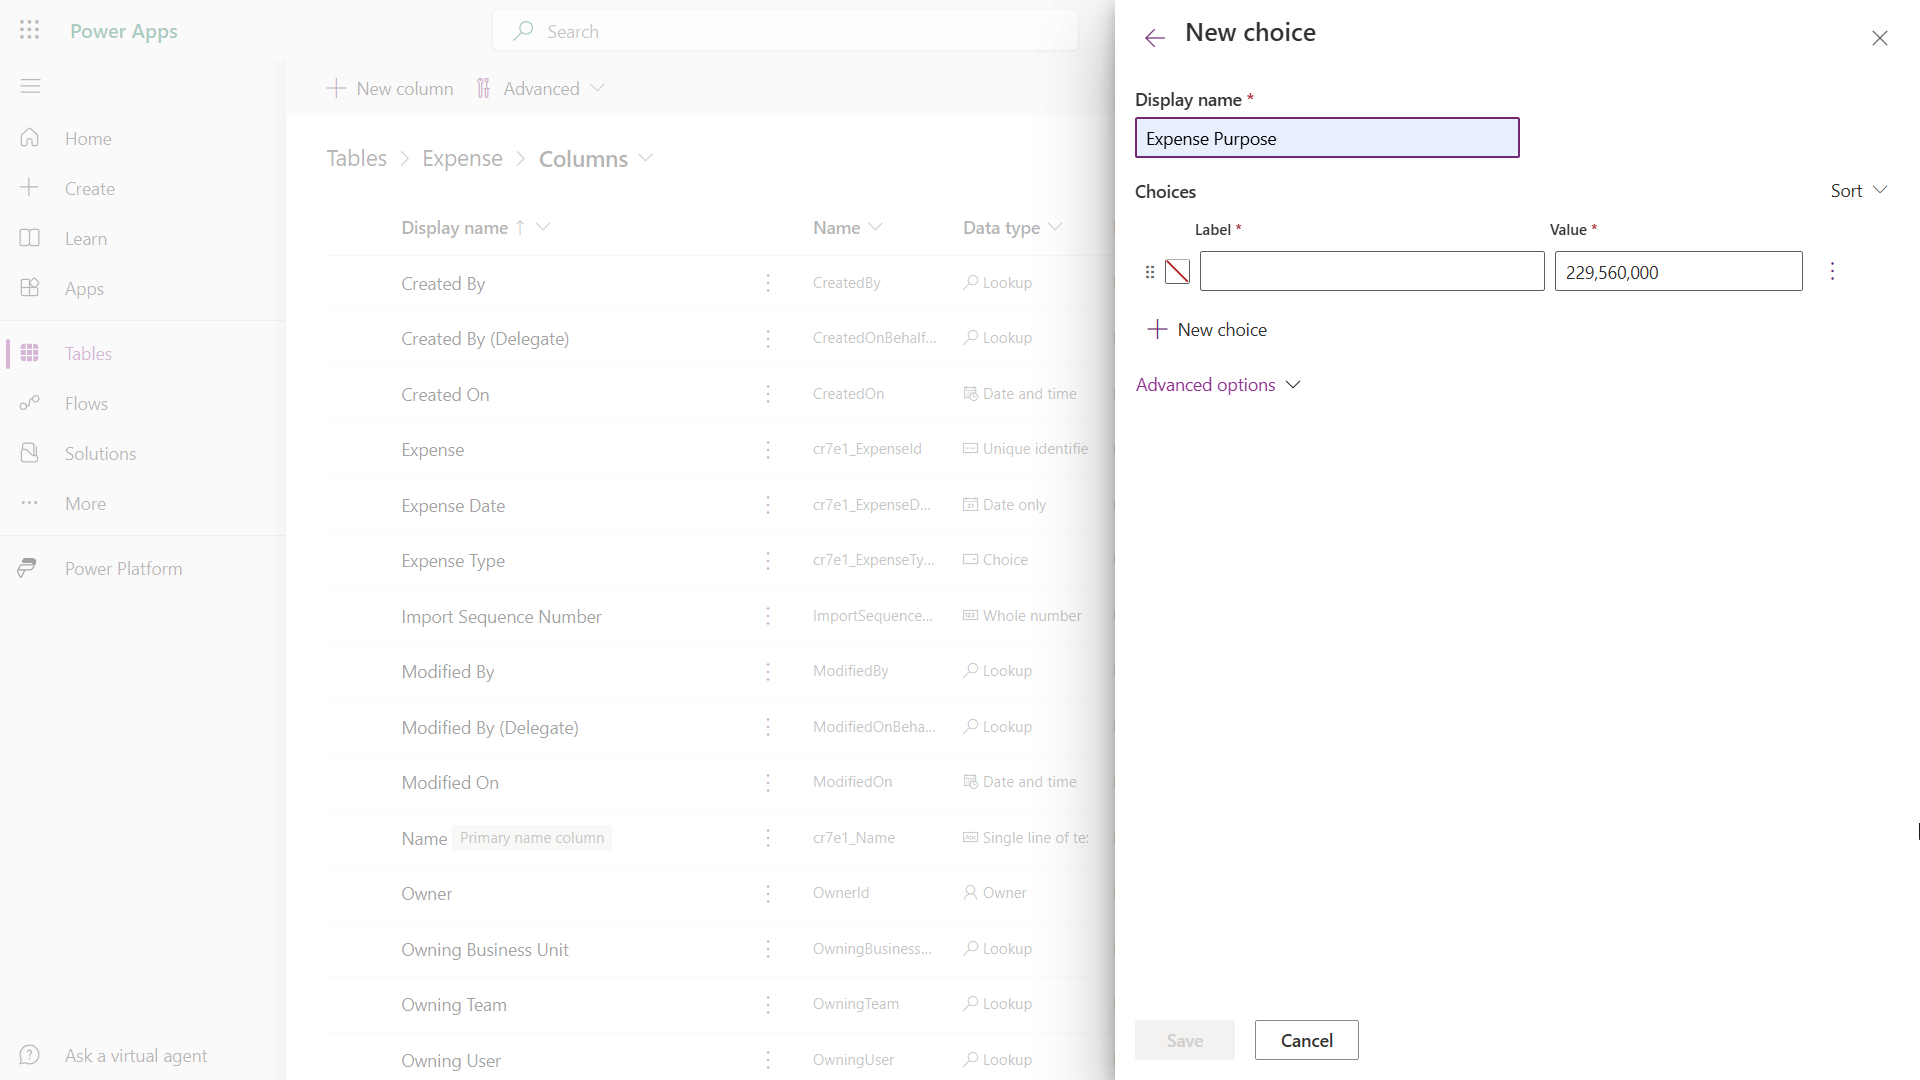 Power Apps
Search
Home
Create
Learn
Apps
Tables
Flows
Solutions
More
Power Platform
Ask a virtual agent
New column
Advanced
Tables > Expense > Columns
Display name ↑ Name Data type
Created By CreatedBy Lookup
Created By (Delegate) CreatedOnBehalf... Lookup
Created On CreatedOn Date and time
Expense cr7e1_ExpenseId Unique identifie
Expense Date cr7e1_ExpenseD... Date only
Expense Type cr7e1_ExpenseTy... Choice
Import Sequence Number ImportSequence... Whole number
Modified By ModifiedBy Lookup
Modified By (Delegate) ModifiedOnBeha... Lookup
Modified On ModifiedOn Date and time
Name Primary name column cr7e1_Name Single line of te
Owner OwnerId Owner
Owning Business Unit OwningBusiness... Lookup
Owning Team OwningTeam Lookup
Owning User OwningUser Lookup
New choice
Display name *
Expense Purpose
Choices
Sort
Label * Value *
229,560,000
New choice
Advanced options
Save Cancel